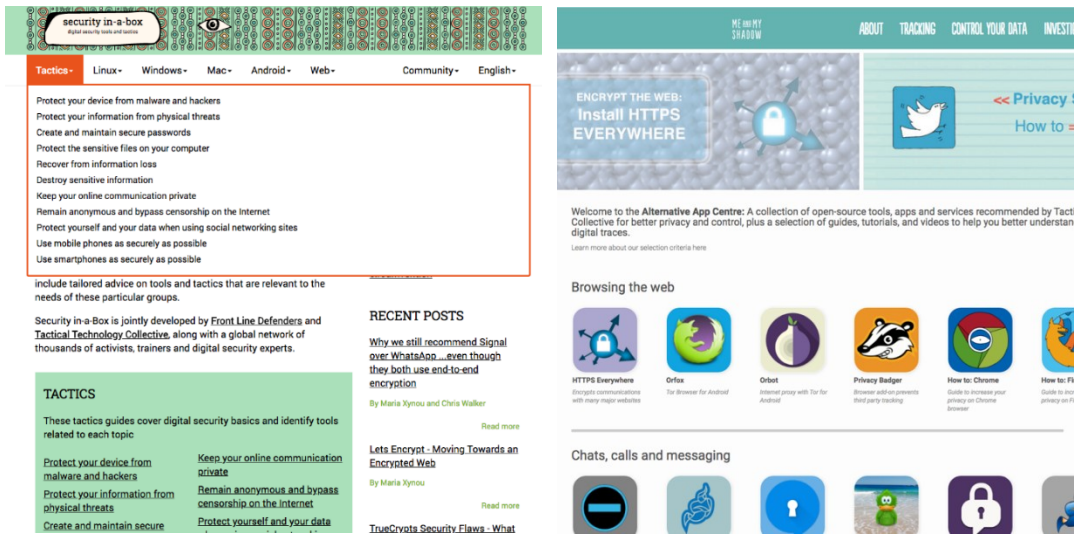 security in-a-box
digital security tools and tactics
Tactics Linux Windows Mac Android Web Community English
Protect your device from malware and hackers
Protect your information from physical threats
Create and maintain secure passwords
Protect the sensitive files on your computer
Recover from information loss
Destroy sensitive information
Keep your online communication private
Remain anonymous and bypass censorship on the Internet
Protect yourself and your data when using social networking sites
Use mobile phones as securely as possible
Use smartphones as securely as possible
include tailored advice on tools and tactics that are relevant to the
needs of these particular groups.
Security in-a-Box is jointly developed by Front Line Defenders and
Tactical Technology Collective, along with a global network of
thousands of activists, trainers and digital security experts.
TACTICS
These tactics guides cover digital security basics and identify tools
related to each topic
Protect your device from
malware and hackers
Protect your information from
physical threats
Create and maintain secure
Keep your online communication
private
Remain anonymous and bypass
censorship on the Internet
Protect yourself and your data
RECENT POSTS
Why we still recommend Signal
over WhatsApp ...even though
they both use end-to-end
encryption
By Maria Xynou and Chris Walker
Read more
Lets Encrypt - Moving Towards an
Encrypted Web
By Maria Xynou
Read more
TrueCrypts Security Flaws - What
ME AND MY
SHADOW
ABOUT TRACKING CONTROL YOUR DATA INVESTI
ENCRYPT THE WEB:
Install HTTPS
EVERYWHERE
<< Privacy
How to =
Welcome to the Alternative App Centre: A collection of open-source tools, apps and services recommended by Tacti
Collective for better privacy and control, plus a selection of guides, tutorials, and videos to help you better understan
digital traces.
Learn more about our selection criteria here
Browsing the web
HTTPS Everywhere
Encrypts communications
with many major websites
Orfox
Tor Browser for Android
Orbot
Internet proxy with Tor for
Android
Privacy Badger
Browser add-on prevents
third party tracking
How to: Chrome
Guide to increase your
privacy on Chrome
browser
How to: Fi
Guide to inc
privacy on Fi
Chats, calls and messaging